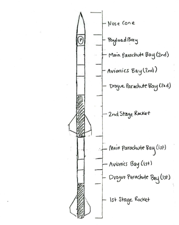 Nose Cone
Payload Bay
Main Parachute Bay (2nd)
Avionics Bay (2nd)
Drogue Parachute Bay (2nd)
2nd Stage Rocket
Main Parachute Bay (1st)
Avionics Bay (1st)
Drogue Parachute Bay (1st)
1st Stage Rocket